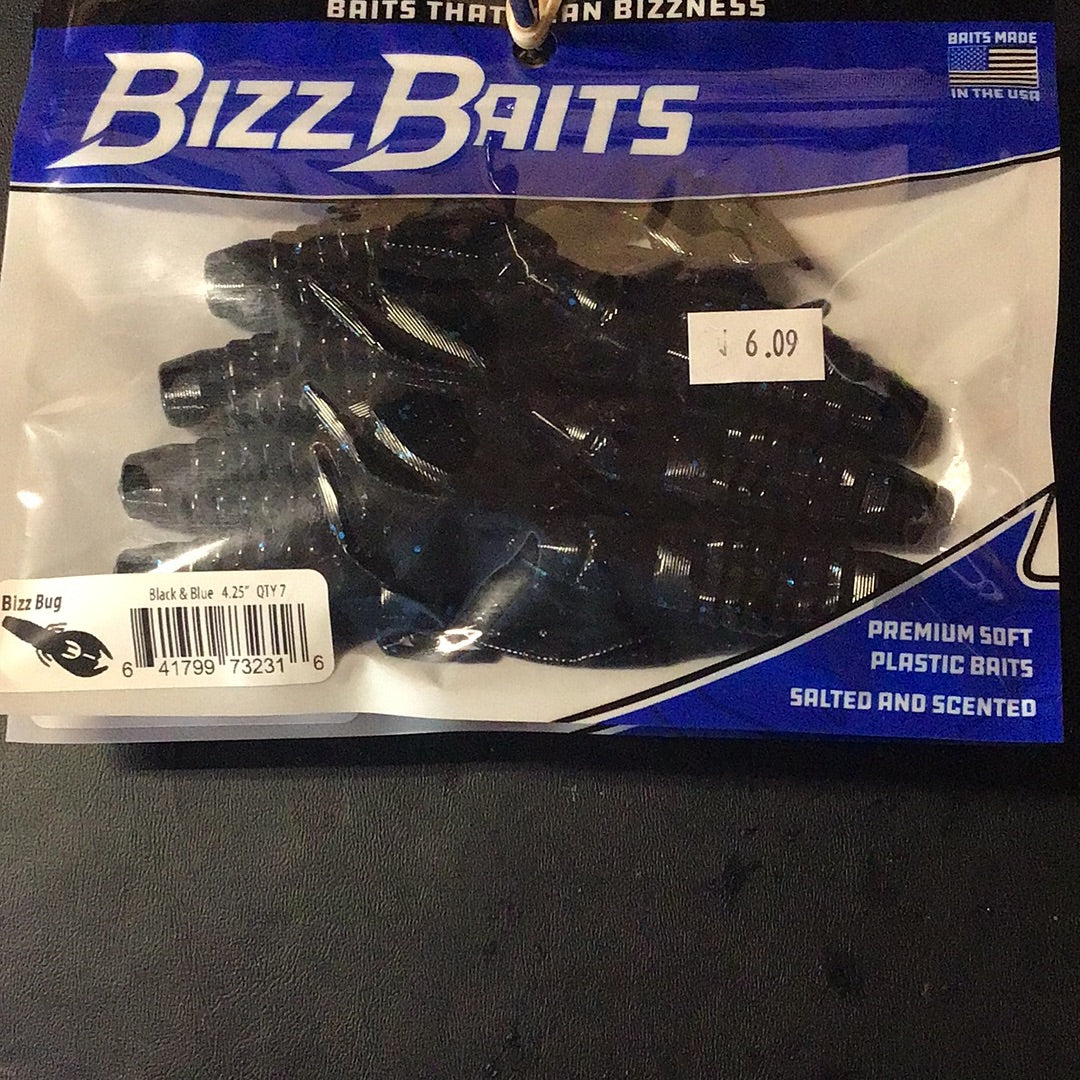 BAITS THAT AN BIZZNESS
BIZZ BAITS
BAITS MADE
IN THE USA
6.09
Bizz Bug
Black & Blue 4.25" QTY 7
6 41799 73231 6
PREMIUM SOFT
PLASTIC BAITS
SALTED AND SCENTED